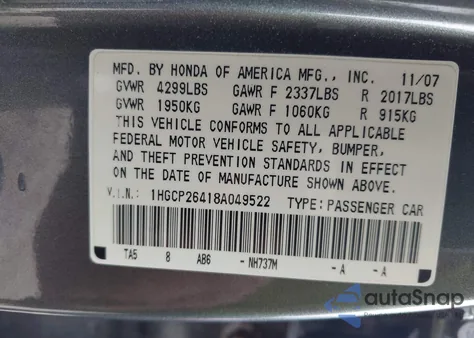 MFD. BY HONDA OF AMERICA MFG., INC. 11/07
GVWR 4299LBS GAWR F 2337LBS R 2017LBS
GVWR 1950KG GAWR F 1060KG R 915KG
THIS VEHICLE CONFORMS TO ALL APPLICABLE
FEDERAL MOTOR VEHICLE SAFETY, BUMPER,
AND THEFT PREVENTION STANDARDS IN EFFECT
ON THE DATE OF MANUFACTURE SHOWN ABOVE.
V.I.N.: 1HGCP26418A049522 TYPE: PASSENGER CAR
TA5 8 AB6 -NH737M -A -A
autoSnap